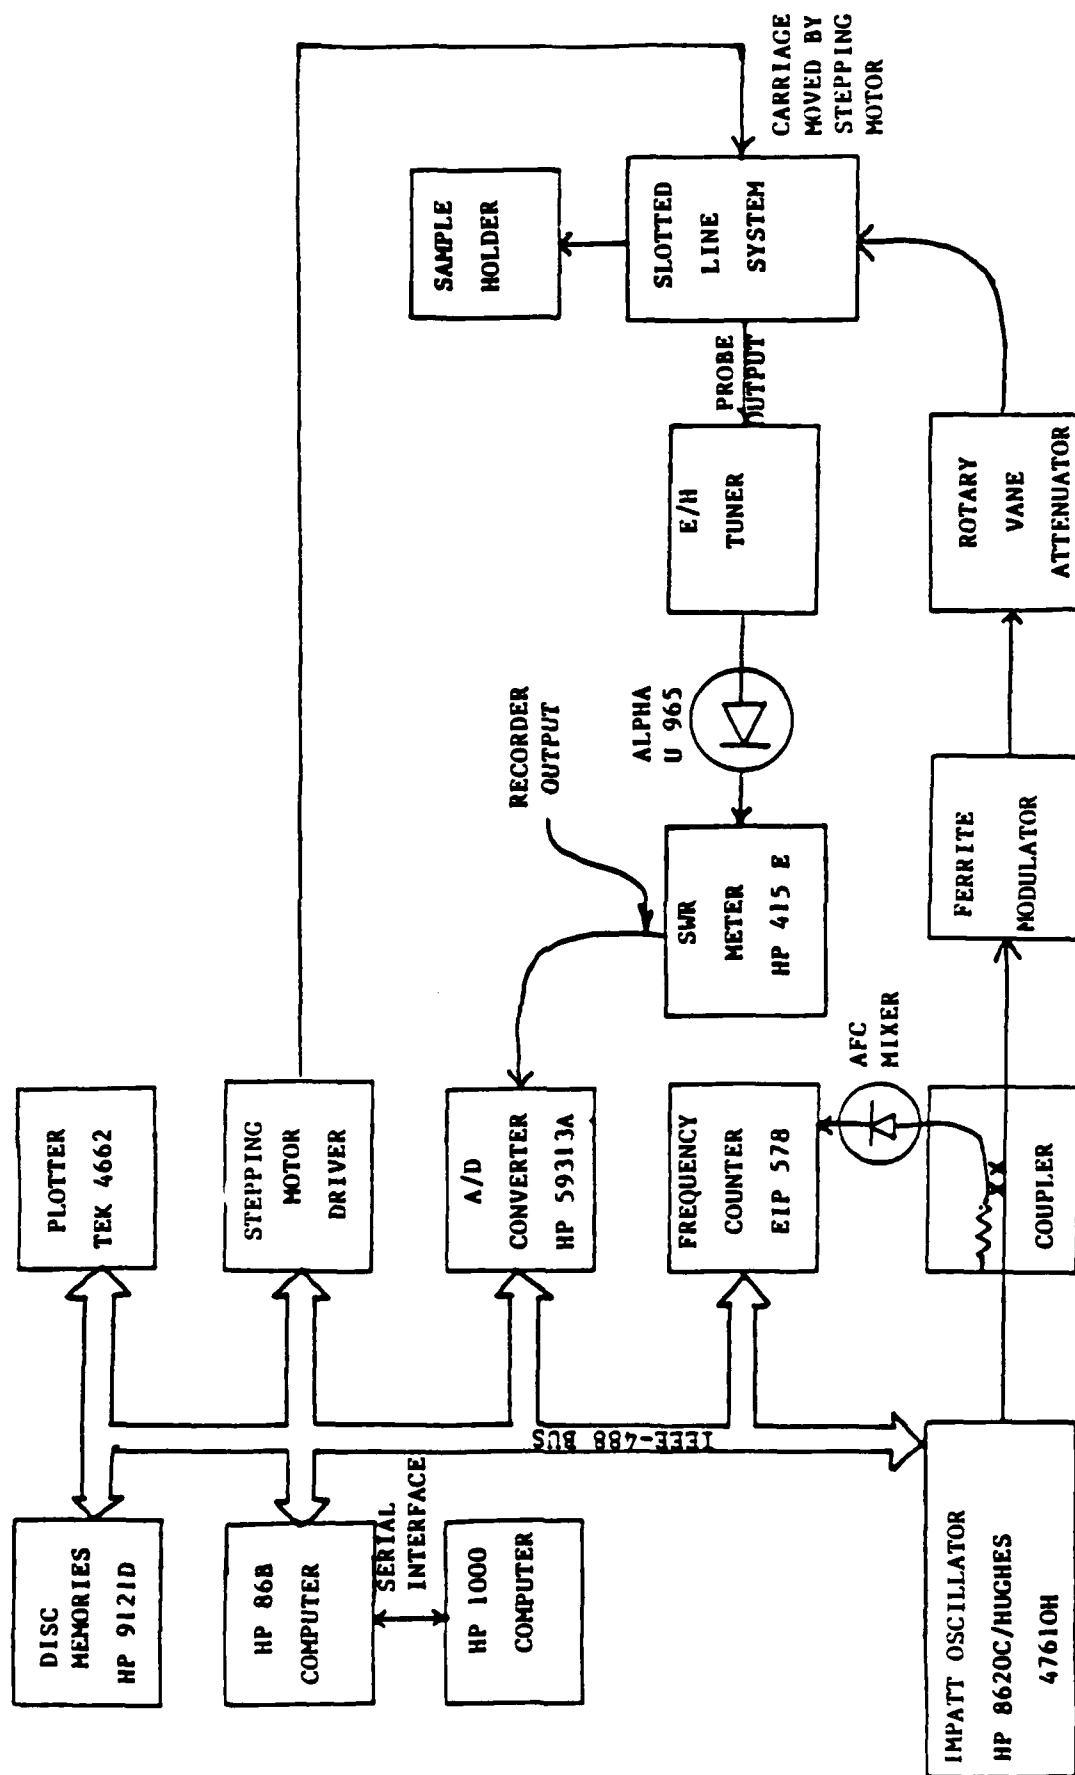 DISC
MEMORIES
HP 9121D
PLOTTER
TEK 4662
HP 86B
COMPUTER
STEPPING
MOTOR
DRIVER
SERIAL
INTERFACE
HP 1000
COMPUTER
A/D
CONVERTER
HP 59313A
RECORDER
OUTPUT
SAMPLE
HOLDER
IEEE-488 BUS
FREQUENCY
COUNTER
EIP 578
SWR
METER
HP 415 E
ALPHA
U 965
E/H
TUNER
PROBE
OUTPUT
SLOTTED
LINE
SYSTEM
CARRIAGE
MOVED BY
STEPPING
MOTOR
AFC
MIXER
IMPATT OSCILLATOR
HP 8620C/HUGHES
47610H
COUPLER
FERRITE
MODULATOR
ROTARY
VANE
ATTENUATOR